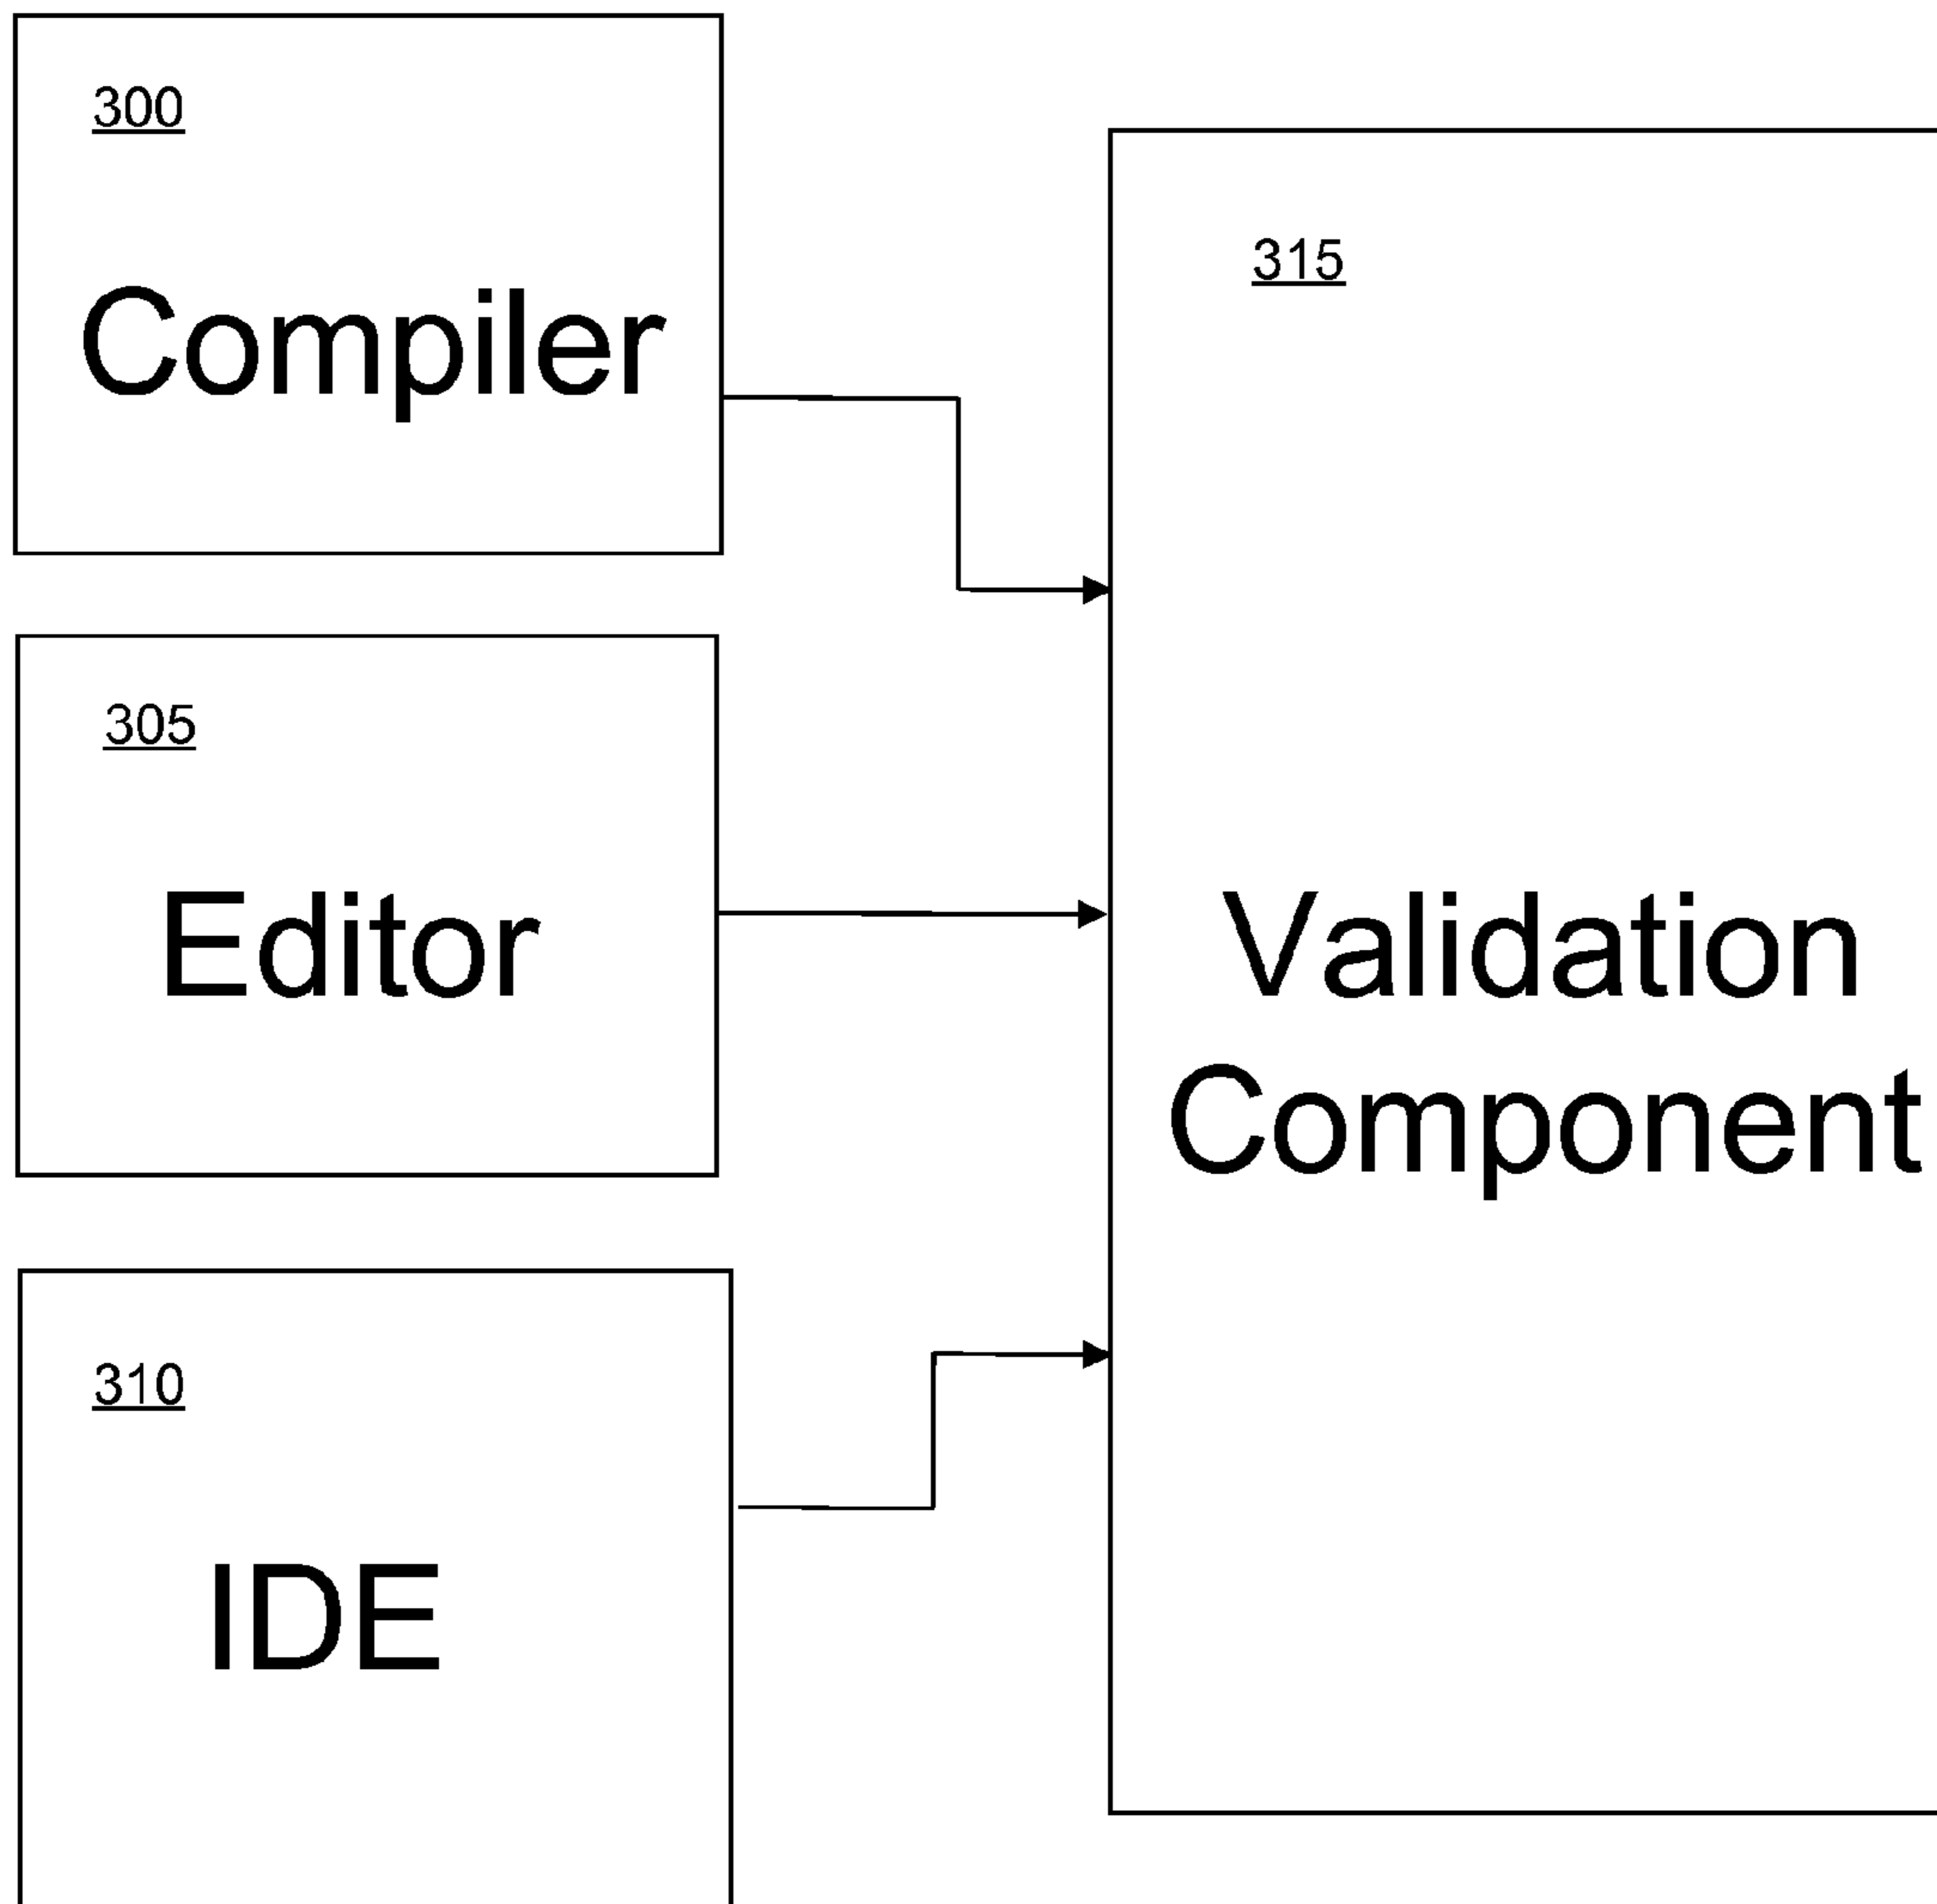 300
Compiler
305
Editor
310
IDE
315
Validation
Component